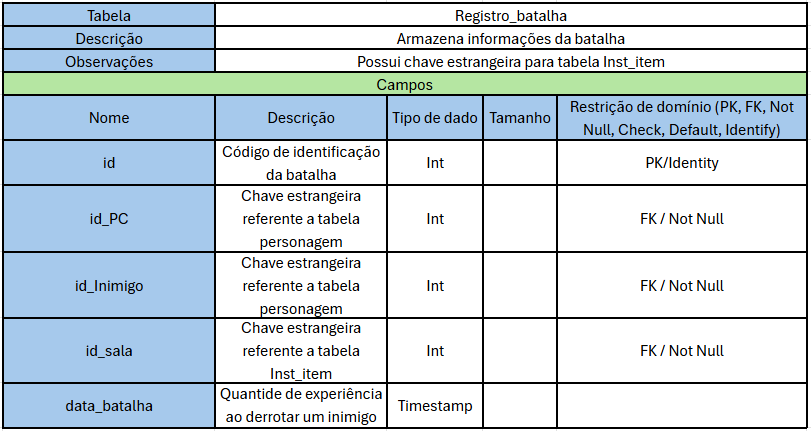 Tabela
Registro_batalha
Descrição
Armazena informações da batalha
Observações
Possui chave estrangeira para tabela Inst_item
Campos
Nome
Descrição
Tipo de dado
Tamanho
Restrição de domínio (PK, FK, Not
Null, Check, Default, Identify)
id
Código de identificação
da batalha
Int
PK/Identity
id_PC
Chave estrangeira
referente a tabela
personagem
Int
FK / Not Null
id_Inimigo
Chave estrangeira
referente a tabela
personagem
Int
FK / Not Null
id_sala
Chave estrangeira
referente a tabela
Inst_item
Int
FK / Not Null
data_batalha
Quantide de experiência
ao derrotar um inimigo
Timestamp